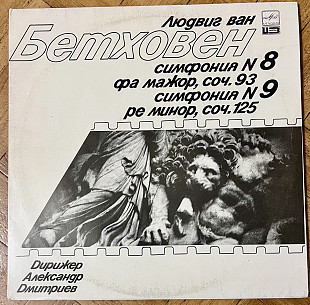 Людвиг ван
Бетховен
симфония N 8
фа мажор, соч. 93
симфония N 9
ре минор, соч. 125
Дирижер
Александр
Дмитриев